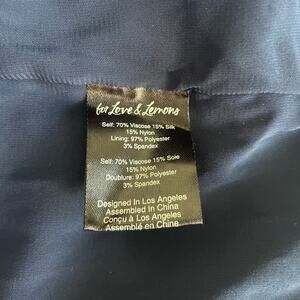 for Love & Lemons
Self: 70% Viscose 15% Silk
15% Nylon
Lining: 97% Polyester
3% Spandex
Self: 70% Viscose 15% Soie
15% Nylon
Doublure: 97% Polyester
3% Spandex
Designed In Los Angeles
Assembled In China
Conçu à Los Angeles
Assemblé en Chine